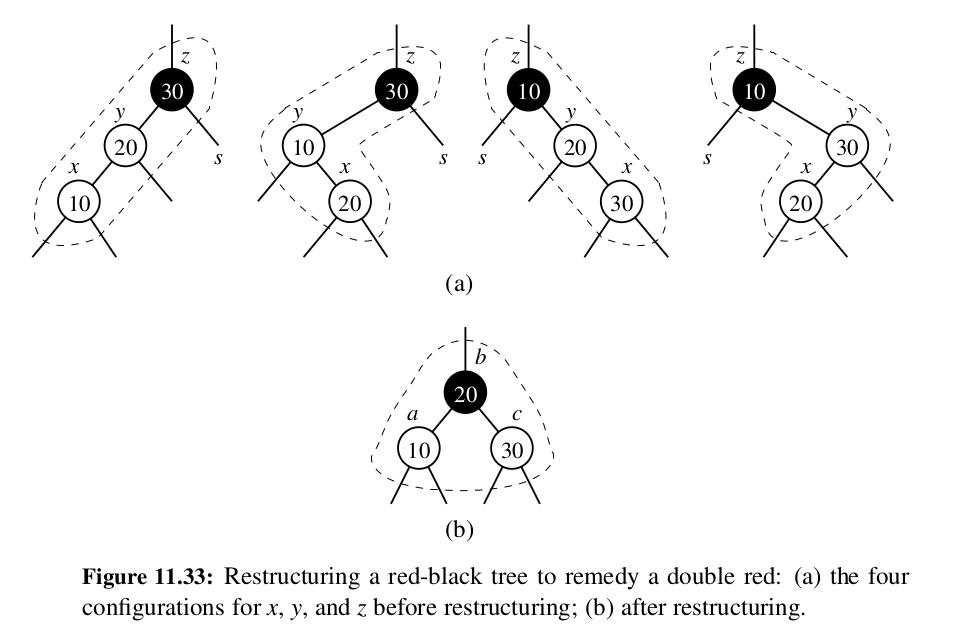 z z z z
30 30 10 10
y y y y
20 10 20 30
s s s s
x x x x
10 20 30 20
(a)
b
20
a c
10 30
(b)
Figure 11.33: Restructuring a red-black tree to remedy a double red: (a) the four
configurations for x, y, and z before restructuring; (b) after restructuring.